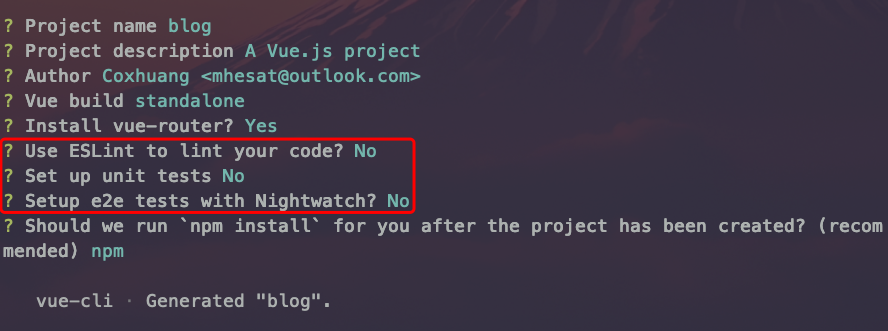 ? Project name blog
? Project description A Vue.js project
? Author Coxhuang <mhesat@outlook.com>
? Vue build standalone
? Install vue-router? Yes
? Use ESLint to lint your code? No
? Set up unit tests No
? Setup e2e tests with Nightwatch? No
? Should we run `npm install` for you after the project has been created? (recom
mended) npm
vue-cli · Generated "blog".